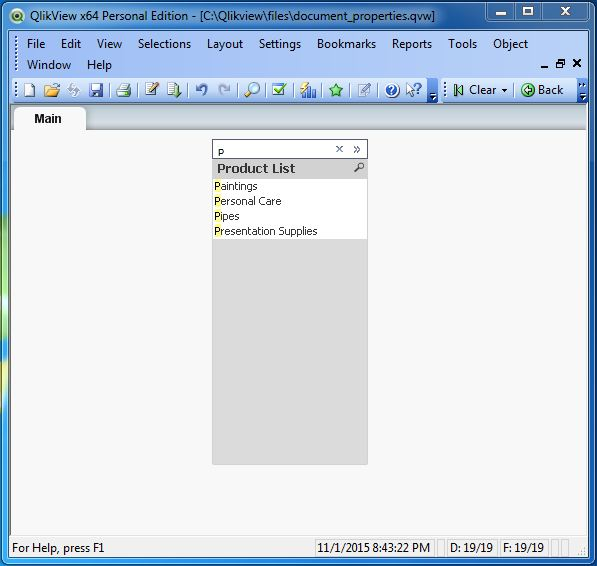 QlikView x64 Personal Edition - [C:\Qlikview\files\document_properties.qvw]
File Edit View Selections Layout Settings Bookmarks Reports Tools Object
Window Help
Clear Back
Main
p
Product List
Paintings
Personal Care
Pipes
Presentation Supplies
For Help, press F1 11/1/2015 8:43:22 PM D: 19/19 F: 19/19